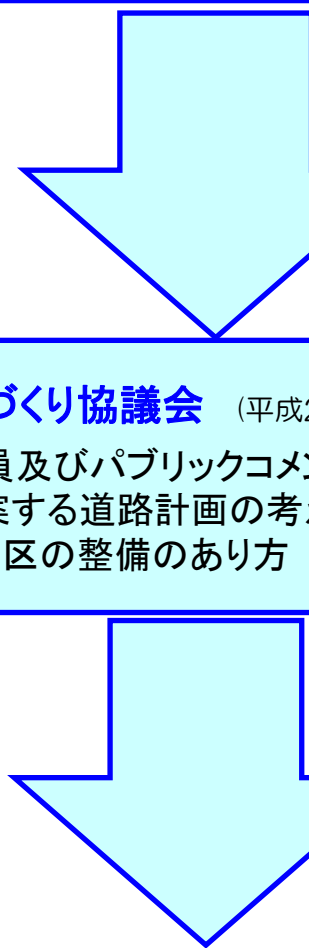 づくり協議会 (平成2
員及びパブリックコメン
案する道路計画の考え
区の整備のあり方